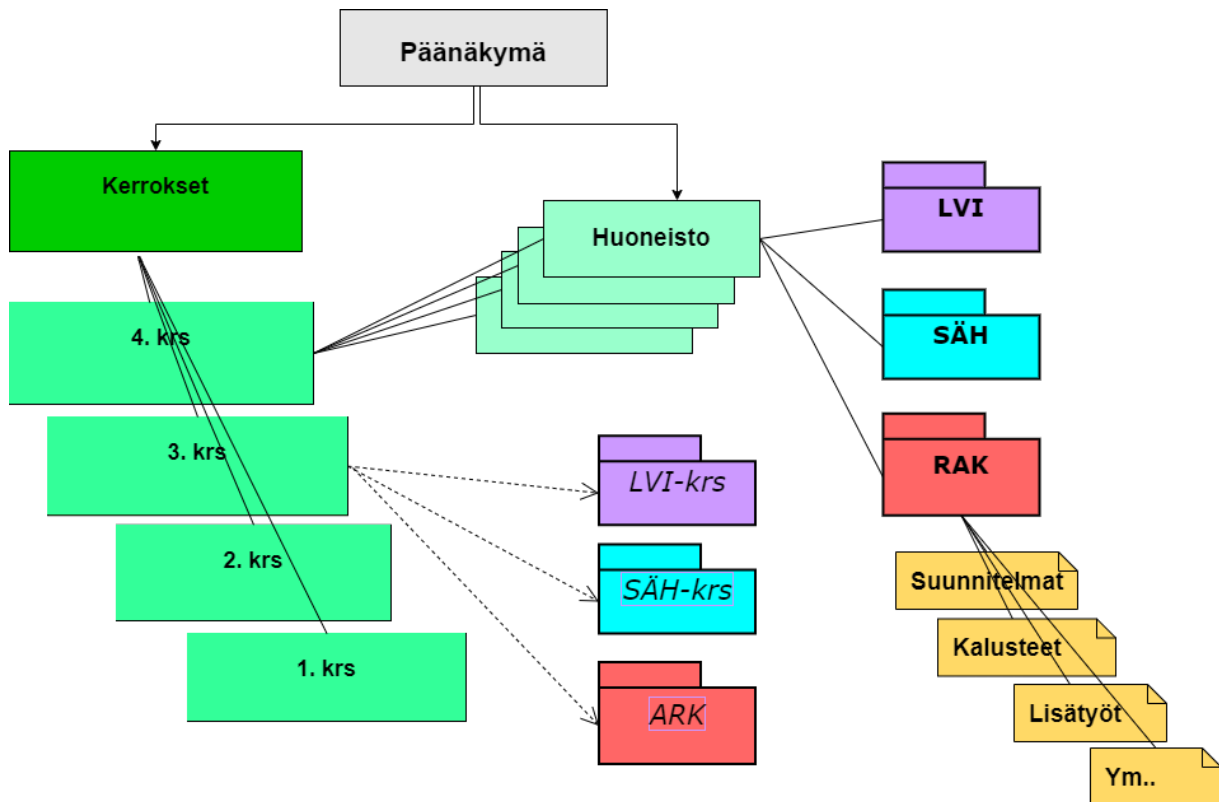 Päänäkymä
Kerrokset
Huoneisto
LVI
SÄH
RAK
4. krs
3. krs
2. krs
1. krs
LVI-krs
SÄH-krs
ARK
Suunnitelmat
Kalusteet
Lisätyöt
Ym..